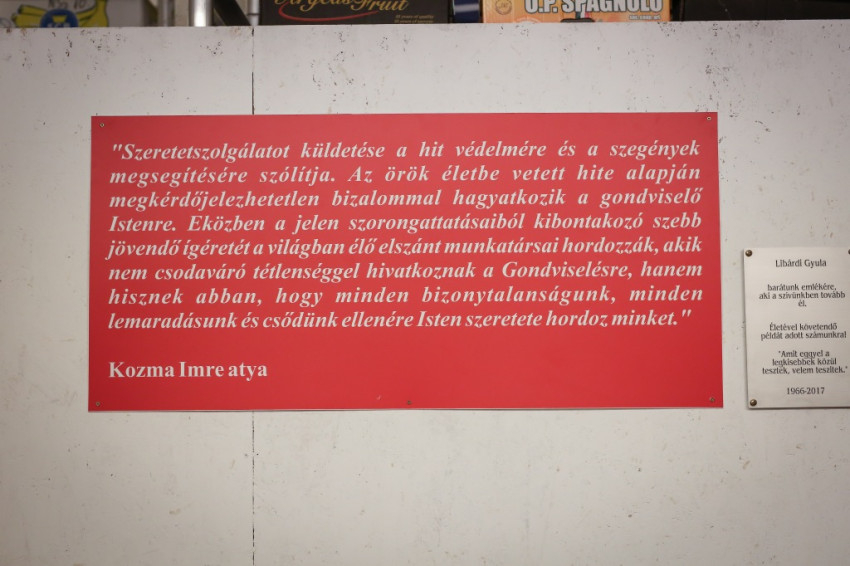 Fruit
O.P. SPAGNOLO
"Szeretetszolgálatot küldetése a hit védelmére és a szegények
megsegítésére szólítja. Az örök életbe vetett hite alapján
megkérdőjelezhetetlen bizalommal hagyatkozik a gondviselő
Istenre. Eközben a jelen szorongattatásaiból kibontakozó szebb
jövendő ígéretét a világban élő elszánt munkatársai hordozzák, akik
nem csodaváró tétlenséggel hivatkoznak a Gondviselésre, hanem
hisznek abban, hogy minden bizonytalanságunk, minden
lemaradásunk és csődünk ellenére Isten szeretete hordoz minket."
Kozma Imre atya
Libárdi Gyula
barátunk emlékére,
aki a szívünkben tovább
él.
Életével követendő
példát adott számunkra!
"Amit eggyel a
legkisebbek közül
tesztek, velem teszitek."
1966-2017